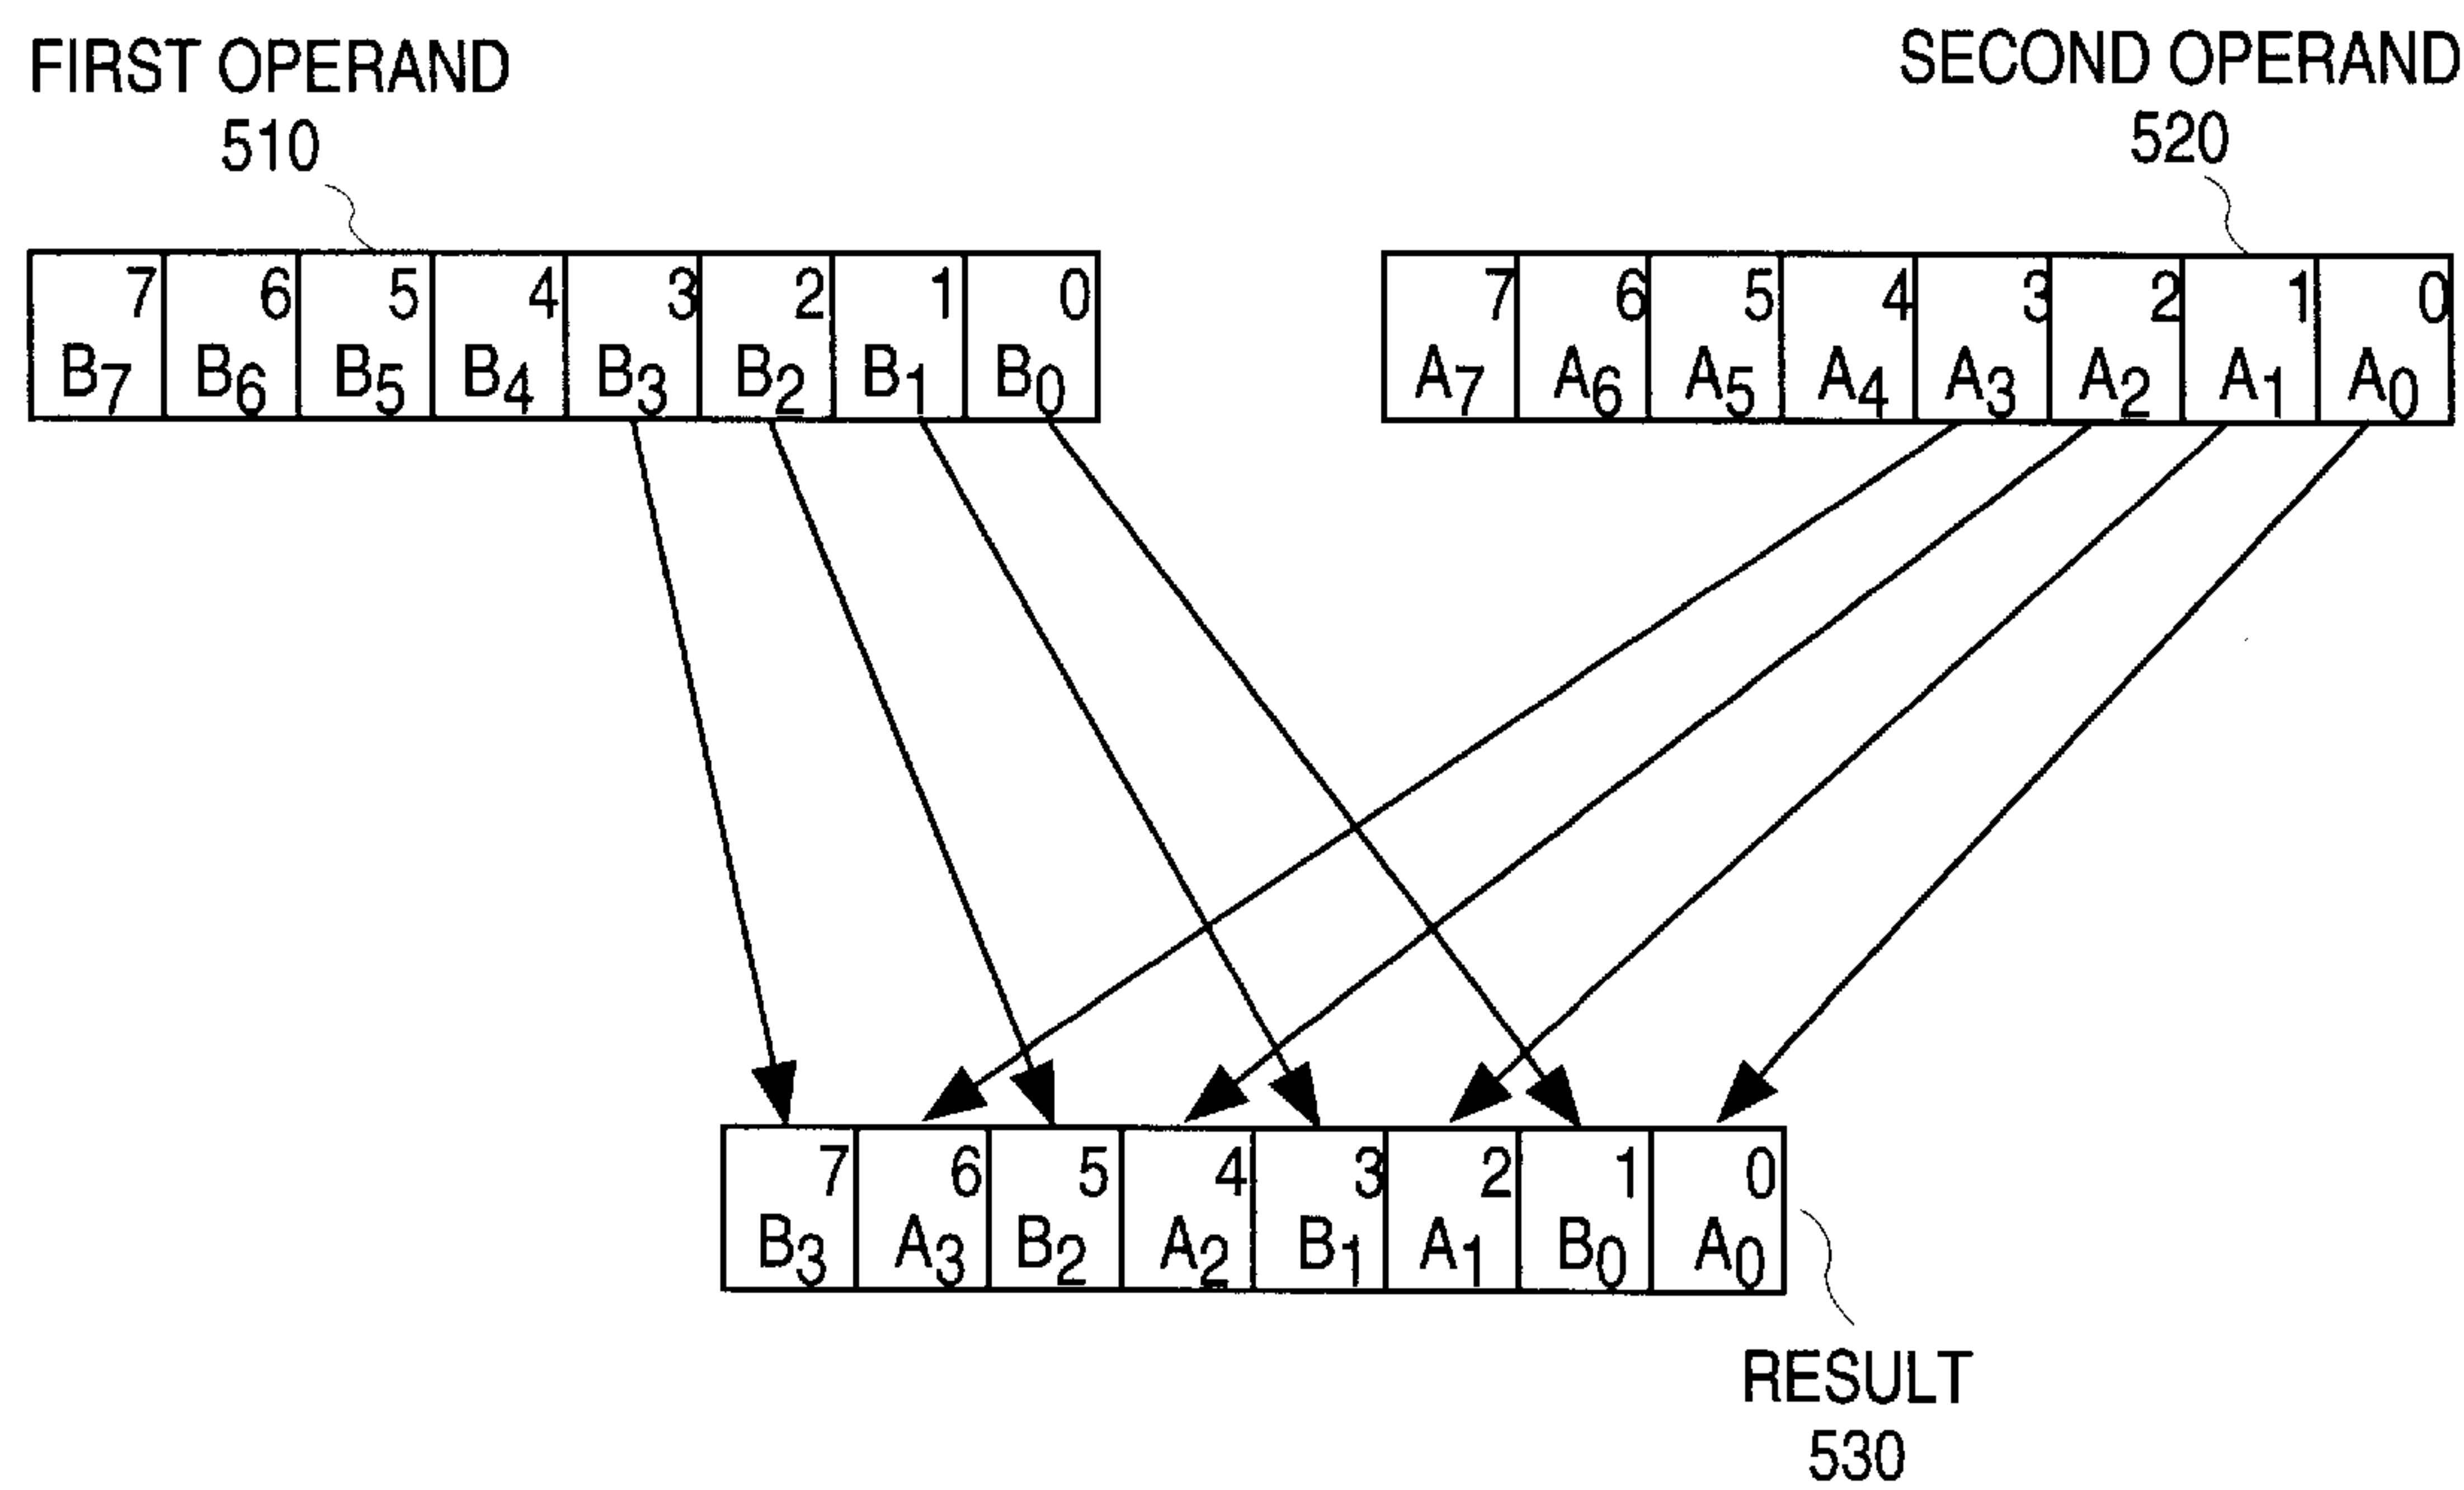 FIRST OPERAND
510
SECOND OPERAND
520
7 6 5 4 3 2 1 0
B7 B6 B5 B4 B3 B2 B1 B0
7 6 5 4 3 2 1 0
A7 A6 A5 A4 A3 A2 A1 A0
7 6 5 4 3 2 1 0
B3 A3 B2 A2 B1 A1 B0 A0
RESULT
530